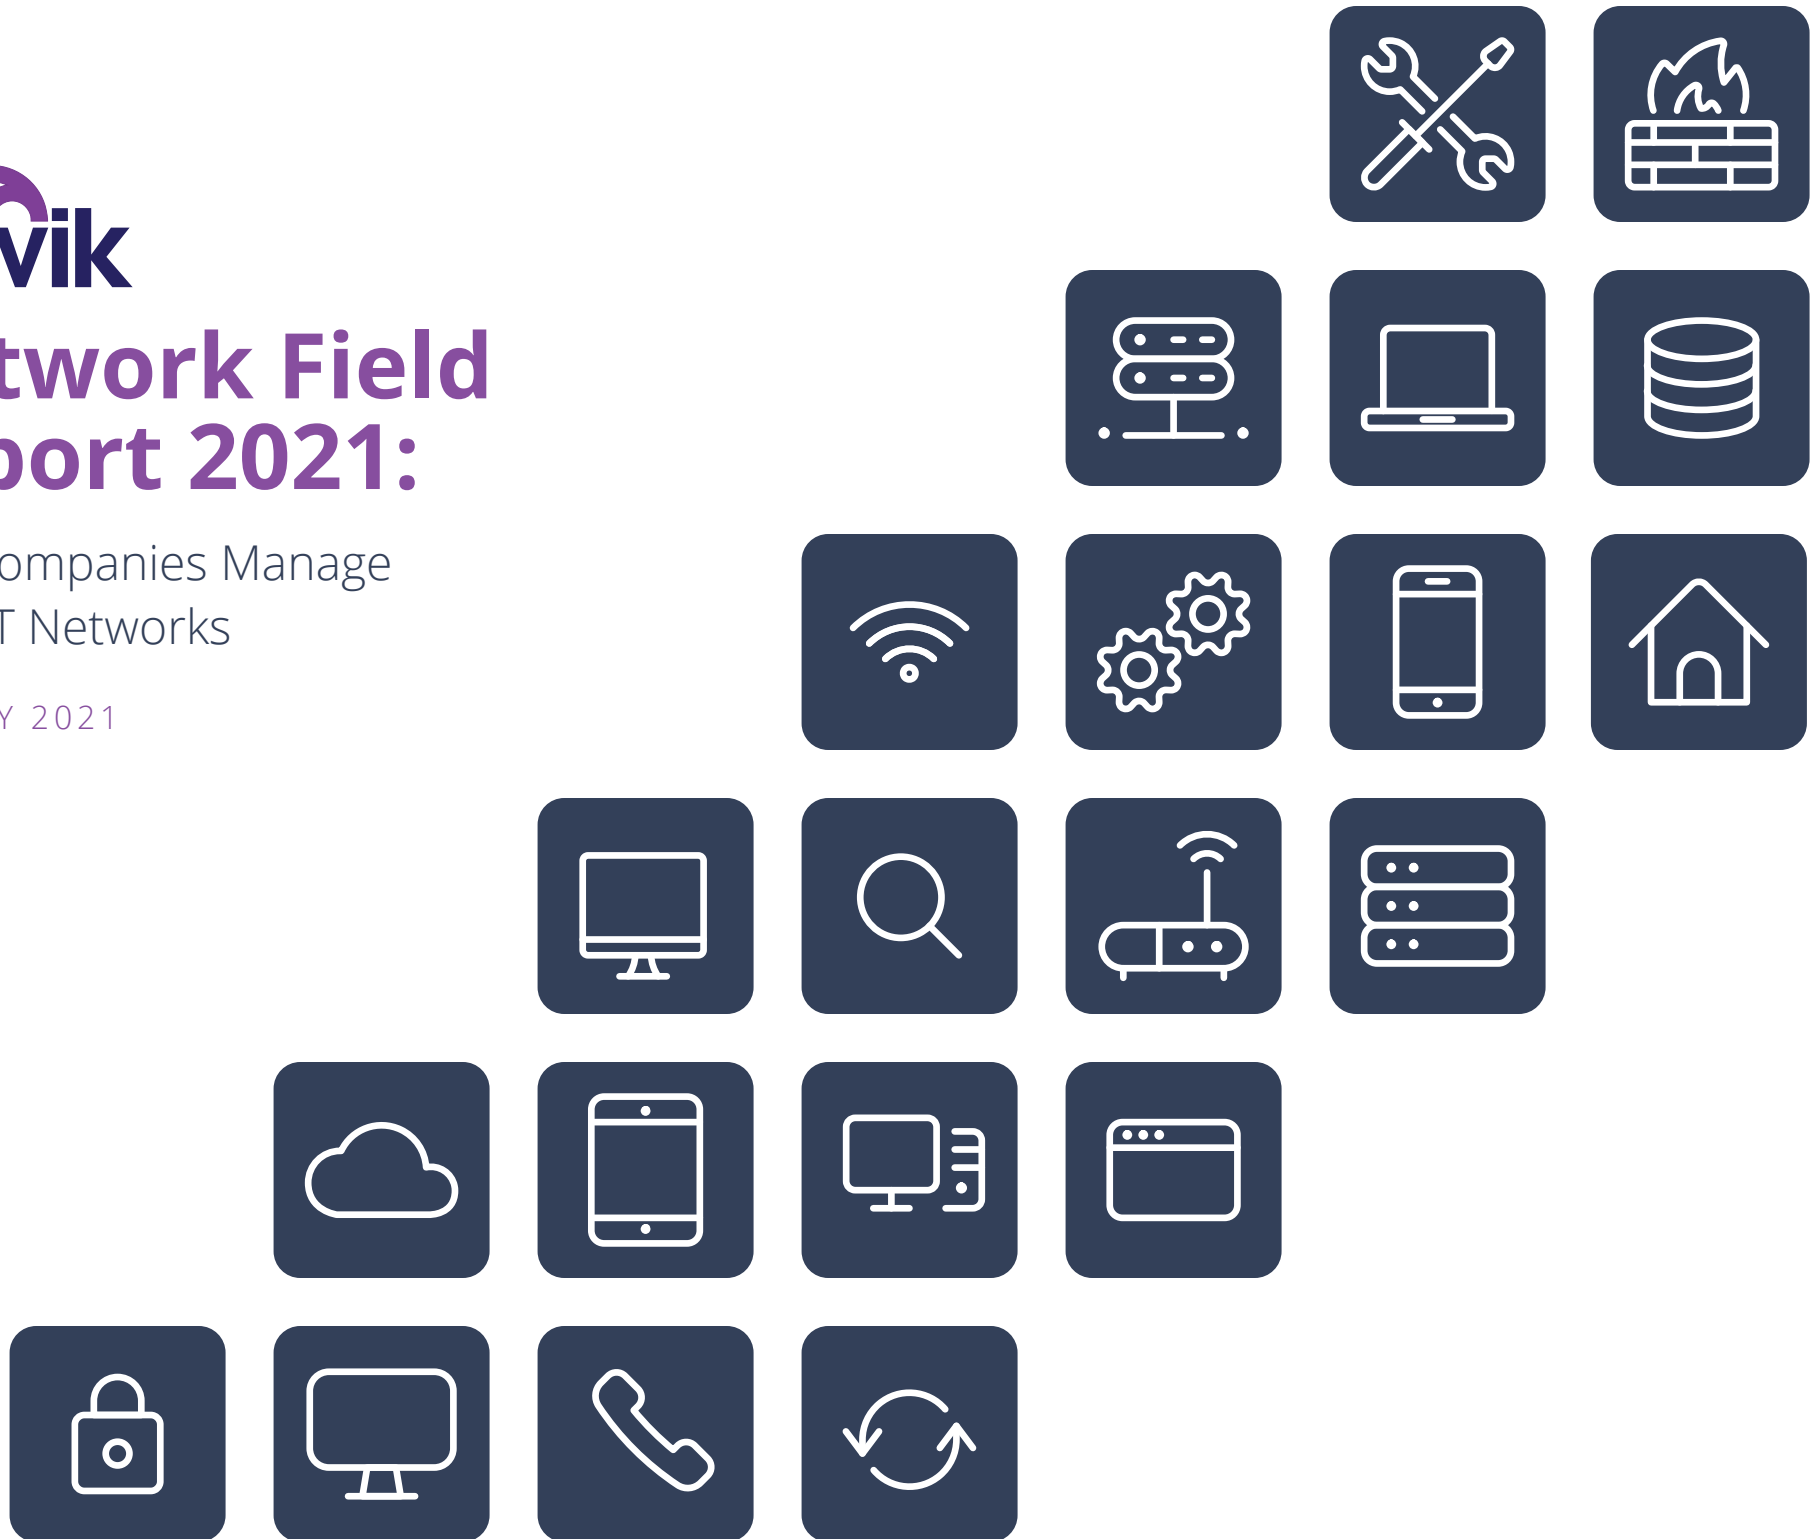 vik
twork Field
port 2021:
ompanies Manage
T Networks
Y 2021